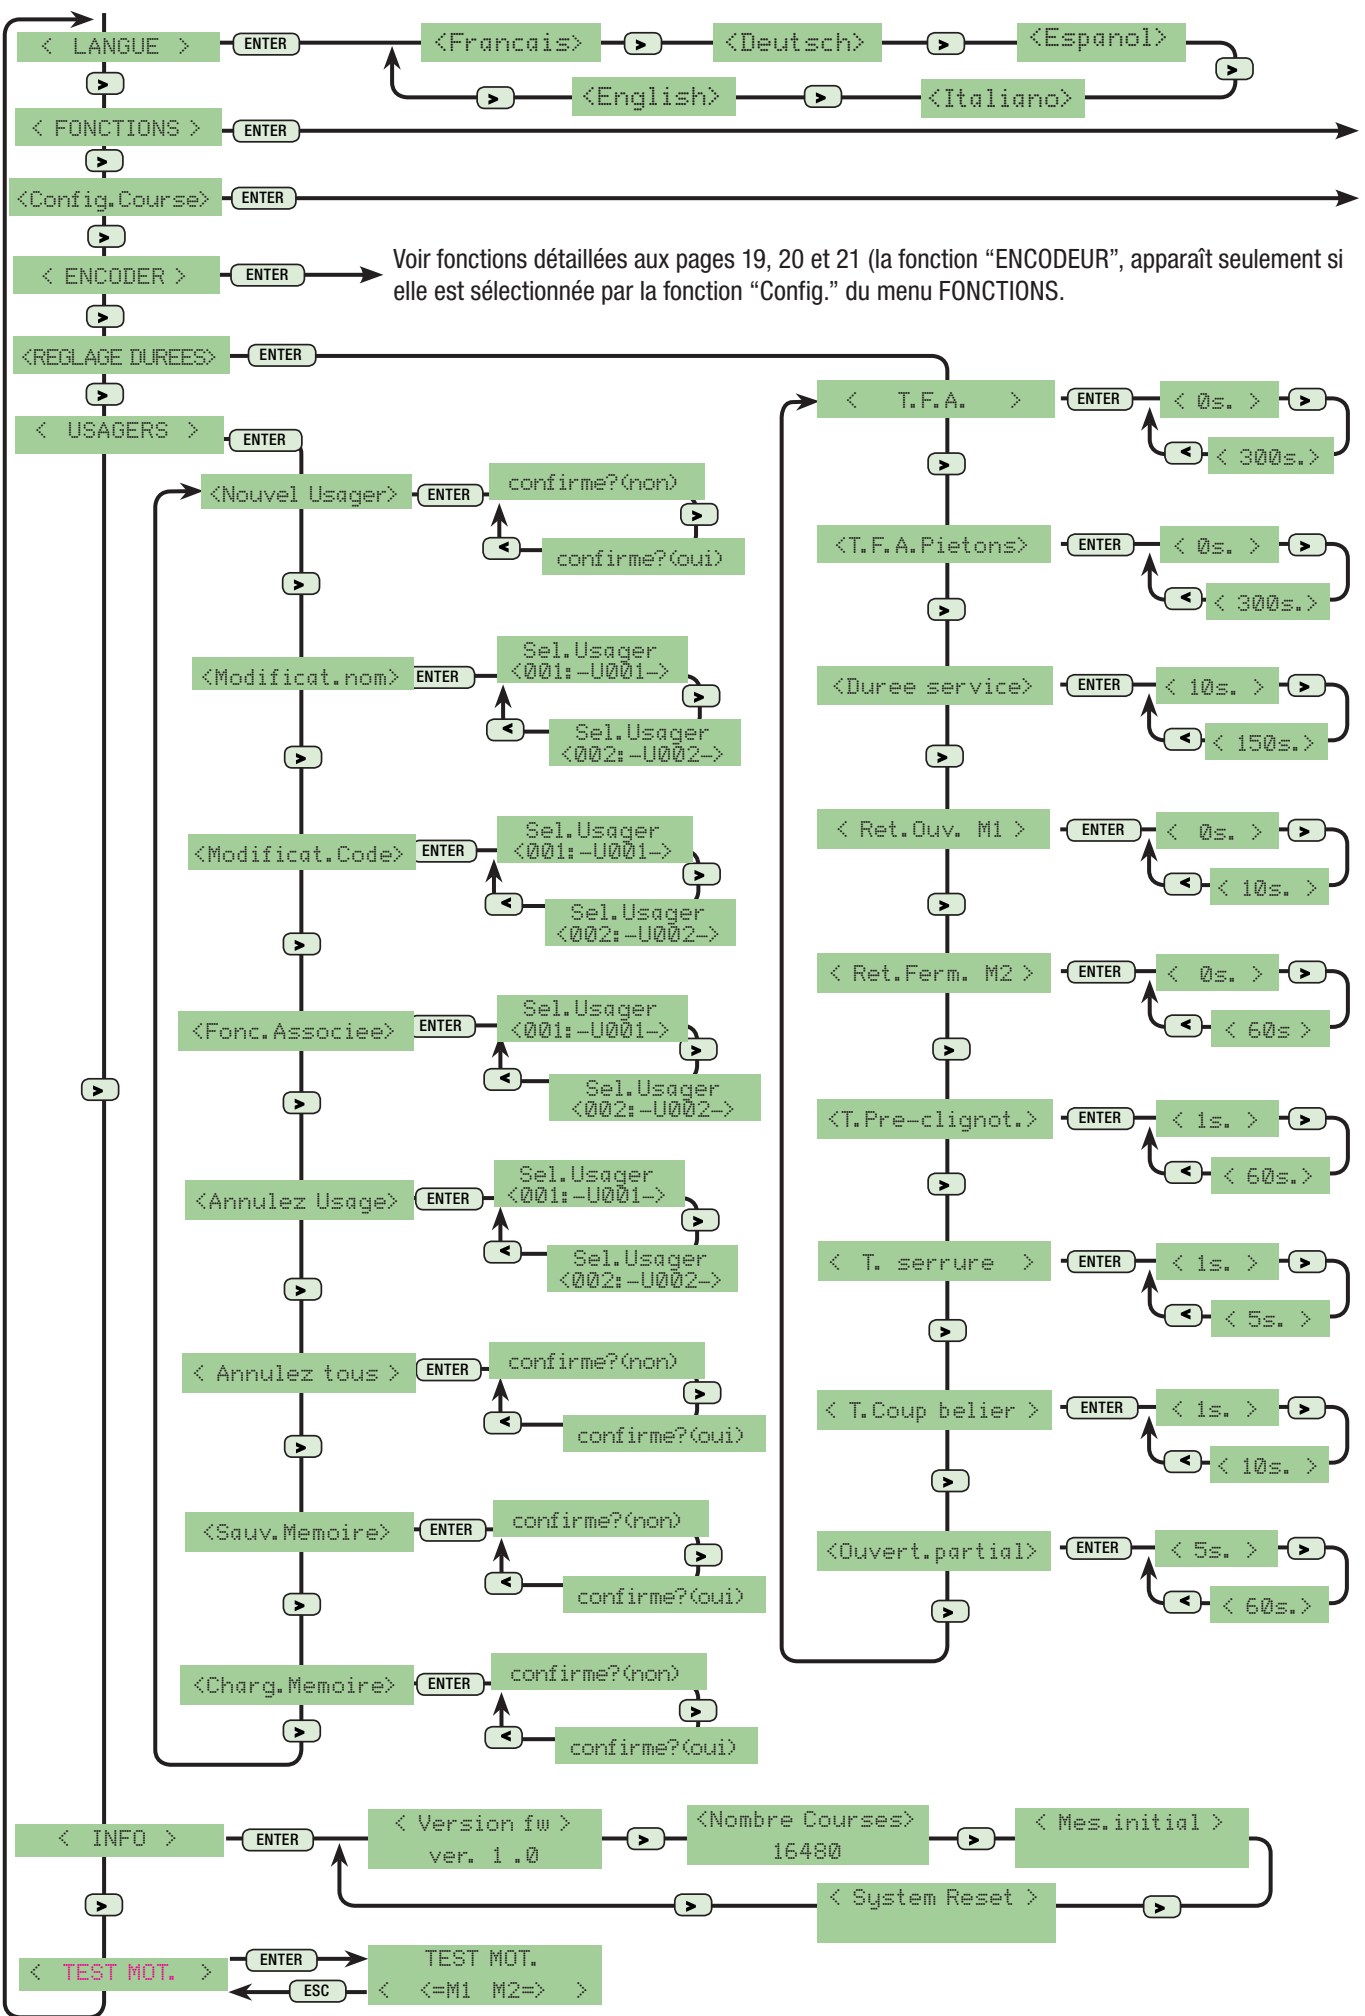 < LANGUE > ENTER <Francais> > <Deutsch> > <Espanol>
>
> <English> > <Italiano>
>
< FONCTIONS > ENTER
>
<Config.Course> ENTER
>
< ENCODER > ENTER
Voir fonctions détaillées aux pages 19, 20 et 21 (la fonction “ENCODEUR”, apparaît seulement si
elle est sélectionnée par la fonction “Config.” du menu FONCTIONS.
>
<REGLAGE DUREES> ENTER
>
< USAGERS > ENTER
<Nouvel Usager> ENTER confirme?(non)
>
< confirme?(oui)
>
<Modificat.nom> ENTER Sel.Usager
<001:-U001->
>
< Sel.Usager
<002:-U002->
>
<Modificat.Code> ENTER Sel.Usager
<001:-U001->
>
< Sel.Usager
<002:-U002->
>
<Fonc.Associee> ENTER Sel.Usager
<001:-U001->
>
< Sel.Usager
<002:-U002->
>
>
<Annulez Usage> ENTER Sel.Usager
<001:-U001->
>
< Sel.Usager
<002:-U002->
>
< Annulez tous > ENTER confirme?(non)
>
< confirme?(oui)
>
<Sauv.Memoire> ENTER confirme?(non)
>
< confirme?(oui)
>
<Charg.Memoire> ENTER confirme?(non)
>
< confirme?(oui)
>
< T.F.A. > ENTER < 0s. > >
< < 300s.>
>
<T.F.A.Pietons> ENTER < 0s. > >
< < 300s.>
>
<Duree service> ENTER < 10s. > >
< < 150s.>
>
< Ret.Ouv. M1 > ENTER < 0s. > >
< < 10s. >
>
< Ret.Ferm. M2 > ENTER < 0s. > >
< < 60s >
>
<T.Pre-clignot.> ENTER < 1s. > >
< < 60s.>
>
< T. serrure > ENTER < 1s. > >
< < 5s. >
>
< T.Coup belier > ENTER < 1s. > >
< < 10s. >
>
<Ouvert.partial> ENTER < 5s. > >
< < 60s.>
>
< INFO > ENTER < Version fw >
ver. 1 .0
> <Nombre Courses>
16480
> < Mes.initial >
> < System Reset > >
>
< TEST MOT. > ENTER TEST MOT.
ESC < <=M1 M2=> >